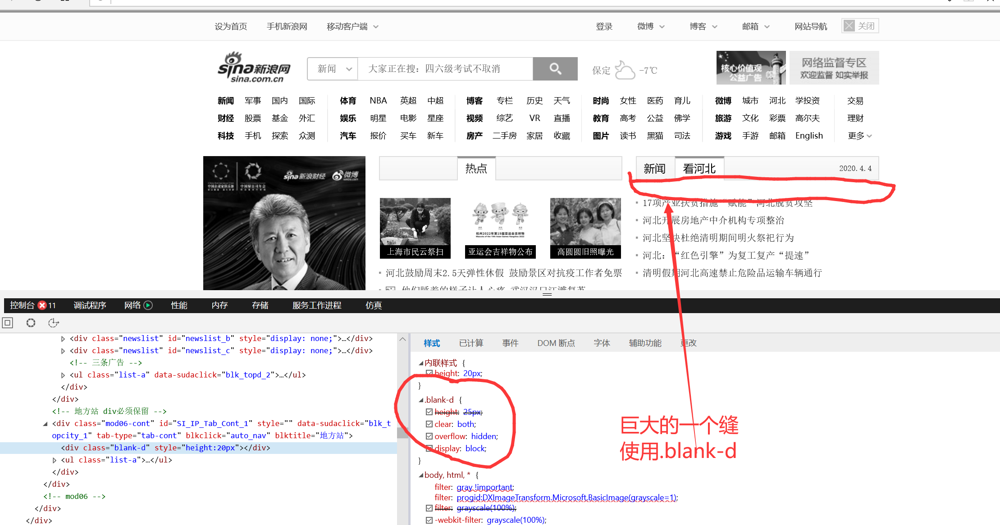 设为首页 手机新浪网 移动客户端 登录 微博 博客 邮箱 网站导航 关闭
sina新浪网
sina.com.cn
新闻 大家正在搜：四六级考试不取消 保定 -7℃
核心价值观
公益广告
网络监督专区
欢迎监督 如实举报
新闻 军事 国内 国际 体育 NBA 英超 中超 博客 专栏 历史 天气 时尚 女性 医药 育儿 微博 城市 河北 学投资 交易
财经 股票 基金 外汇 娱乐 明星 电影 星座 视频 综艺 VR 直播 教育 高考 公益 佛学 旅游 文化 彩票 高尔夫 理财
科技 手机 探索 众测 汽车 报价 买车 新车 房产 二手房 家居 收藏 图片 读书 黑猫 司法 游戏 手游 邮箱 English 更多
sina新浪财经 微博
热点
新闻 看河北 2020.4.4
杭州2022年第19届亚运会吉祥物
Mascots of the 19th Asian Games Hangzhou 2022
上海市民云祭扫 亚运会吉祥物公布 高圆圆旧照曝光
河北鼓励周末2.5天弹性休假 鼓励景区对抗疫工作者免票
17项产业扶贫措施“赋能”河北脱贫攻坚
河北开展房地产中介机构专项整治
河北坚决杜绝清明期间明火祭祀行为
河北：“红色引擎”为复工复产“提速”
清明假期河北高速禁止危险品运输车辆通行
控制台 11 调试程序 网络 性能 内存 存储 服务工作进程 仿真
<div class="newslist" id="newslist_b" style="display: none;">…</div>
<div class="newslist" id="newslist_c" style="display: none;">…</div>
<!-- 三条广告 -->
<ul class="list-a" data-sudaclick="blk_topd_2">…</ul>
</div>
</div>
<!-- 地方站 div必须保留 -->
<div class="mod06-cont" id="SI_IP_Tab_Cont_1" style="" data-sudaclick="blk_t
opcity_1" tab-type="tab-cont" blkclick="auto_nav" blktitle="地方站">
<div class="blank-d" style="height:20px"></div>
<ul class="list-a">…</ul>
</div>
</div>
<!-- mod06 -->
</div>
</div>
样式 已计算 事件 DOM 断点 字体 辅助功能 更改
内联样式 {
height: 20px;
}
.blank-d {
height: 25px;
clear: both;
overflow: hidden;
display: block;
}
body, html, * {
filter: gray !important;
filter: progid:DXImageTransform.Microsoft.BasicImage(grayscale=1);
filter: grayscale(100%);
-webkit-filter: grayscale(100%);
巨大的一个缝
使用.blank-d